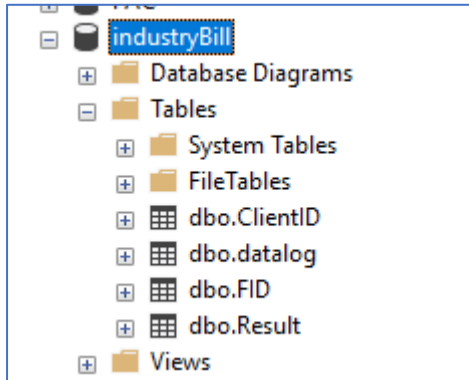 industryBill
Database Diagrams
Tables
System Tables
FileTables
dbo.ClientID
dbo.datalog
dbo.FID
dbo.Result
Views